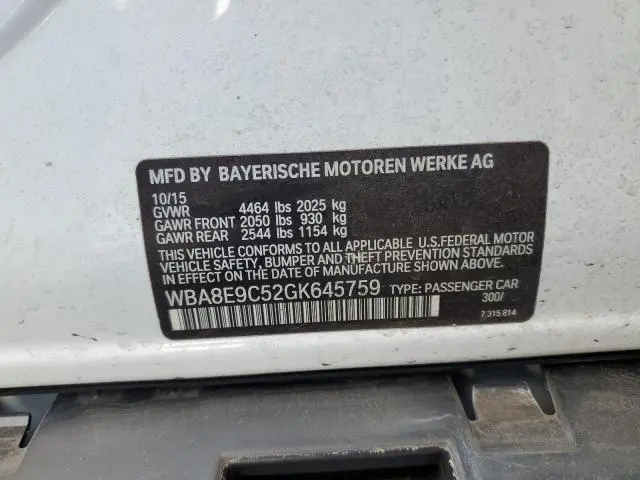 MFD BY BAYERISCHE MOTOREN WERKE AG
10/15
GVWR 4464 lbs 2025 kg
GAWR FRONT 2050 lbs 930 kg
GAWR REAR 2544 lbs 1154 kg
THIS VEHICLE CONFORMS TO ALL APPLICABLE U.S.FEDERAL MOTOR
VEHICLE SAFETY, BUMPER AND THEFT PREVENTION STANDARDS
IN EFFECT ON THE DATE OF MANUFACTURE SHOWN ABOVE.
WBA8E9C52GK645759 TYPE: PASSENGER CAR
300/
7 315 814